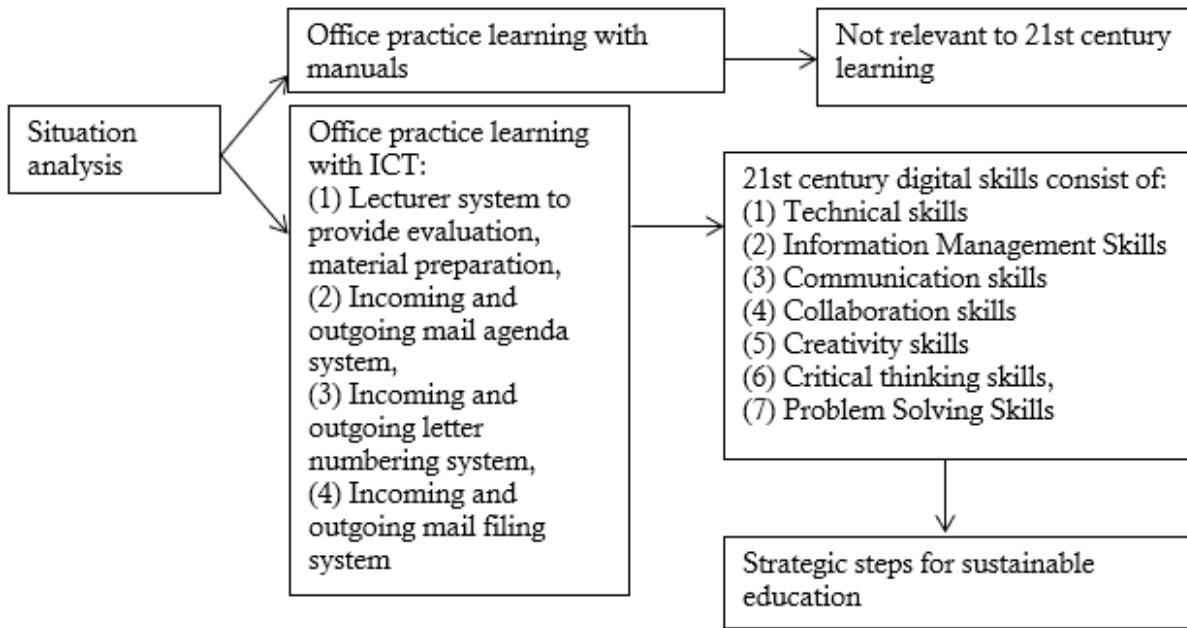 Situation
analysis
Office practice learning with
manuals
Not relevant to 21st century
learning
Office practice learning
with ICT:
(1) Lecturer system to
provide evaluation,
material preparation,
(2) Incoming and
outgoing mail agenda
system,
(3) Incoming and
outgoing letter
numbering system,
(4) Incoming and
outgoing mail filing
system
21st century digital skills consist of:
(1) Technical skills
(2) Information Management Skills
(3) Communication skills
(4) Collaboration skills
(5) Creativity skills
(6) Critical thinking skills,
(7) Problem Solving Skills
Strategic steps for sustainable
education